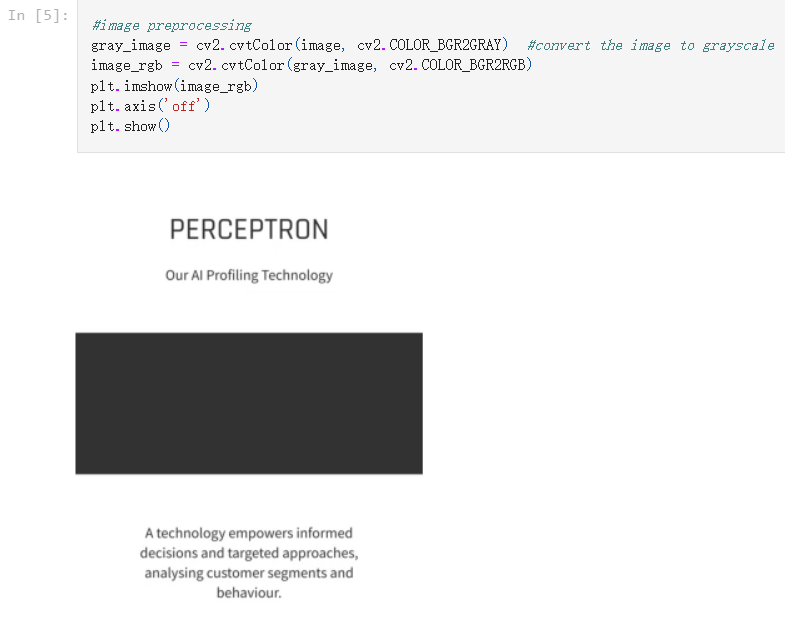 In [5]:
#image preprocessing
gray_image = cv2.cvtColor(image, cv2.COLOR_BGR2GRAY)  #convert the image to grayscale
image_rgb = cv2.cvtColor(gray_image, cv2.COLOR_BGR2RGB)
plt.imshow(image_rgb)
plt.axis('off')
plt.show()
PERCEPTRON
Our AI Profiling Technology
A technology empowers informed
decisions and targeted approaches,
analysing customer segments and
behaviour.